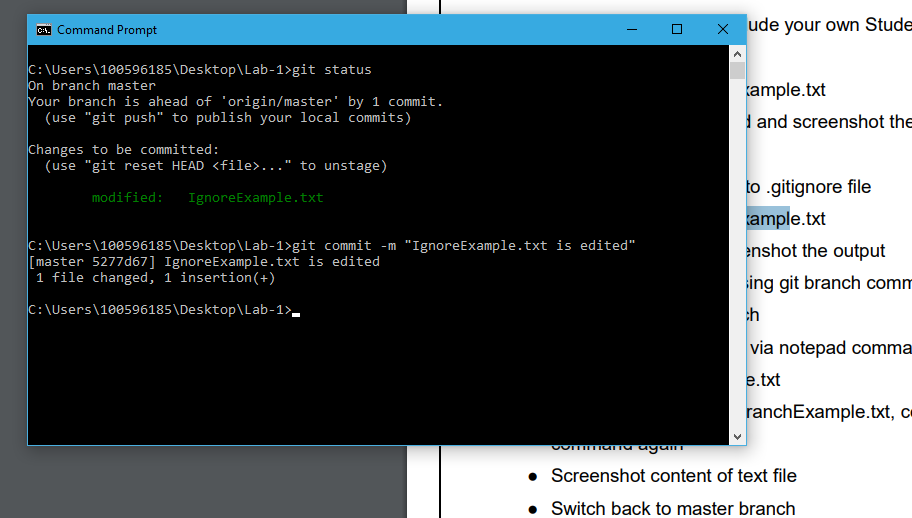 Command Prompt
C:\Users\100596185\Desktop\Lab-1>git status
On branch master
Your branch is ahead of 'origin/master' by 1 commit.
(use "git push" to publish your local commits)
Changes to be committed:
(use "git reset HEAD <file>..." to unstage)
modified: IgnoreExample.txt
C:\Users\100596185\Desktop\Lab-1>git commit -m "IgnoreExample.txt is edited"
[master 5277d67] IgnoreExample.txt is edited
1 file changed, 1 insertion(+)
C:\Users\100596185\Desktop\Lab-1>
ude your own Stude
ample.txt
and screenshot the
to .gitignore file
ample.txt
enshot the output
ing git branch comm
ch
via notepad comma
e.txt
ranchExample.txt, c
command again
● Screenshot content of text file
● Switch back to master branch